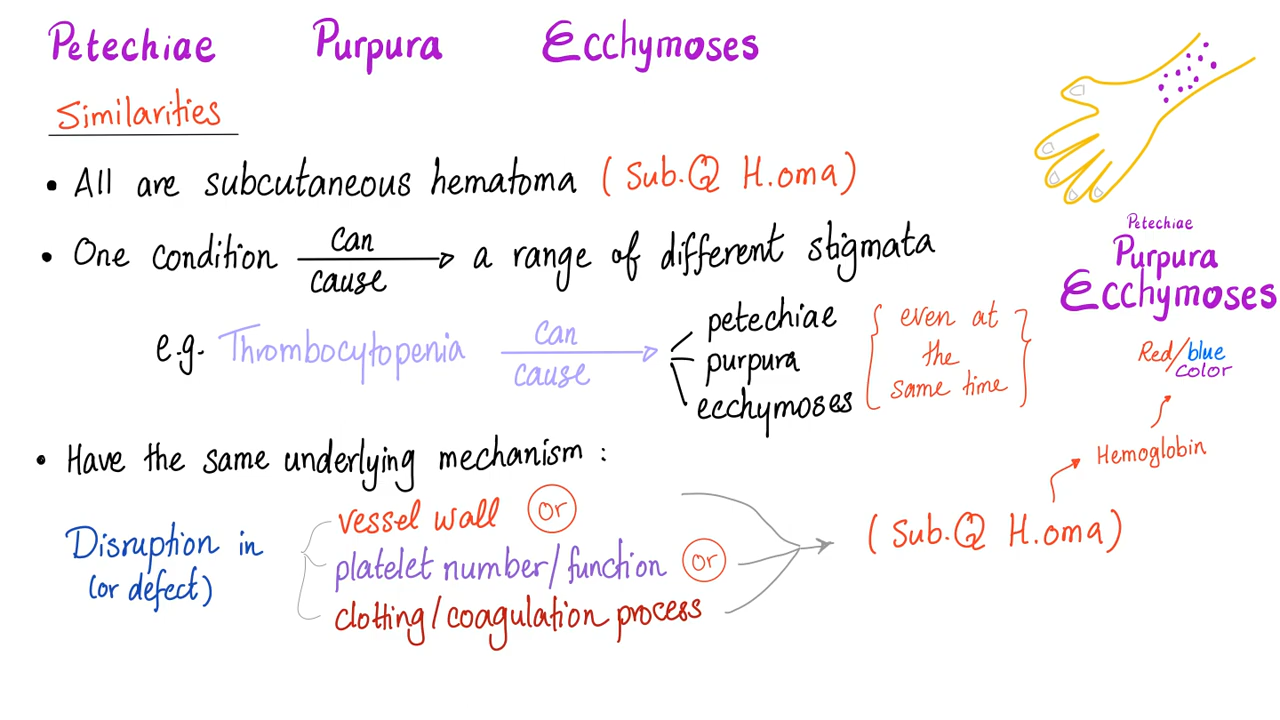 Petechiae Purpura Ecchymoses
Similarities
• All are subcutaneous hematoma (Sub.Q H.oma)
• One condition can cause a range of different stigmata
e.g. Thrombocytopenia can cause petechiae purpura ecchymoses { even at the same time }
• Have the same underlying mechanism :
Disruption in (or defect)
vessel wall or
platelet number/function or
clotting/coagulation process
(Sub.Q H.oma)
Hemoglobin
Red/blue color
Petechiae
Purpura
Ecchymoses